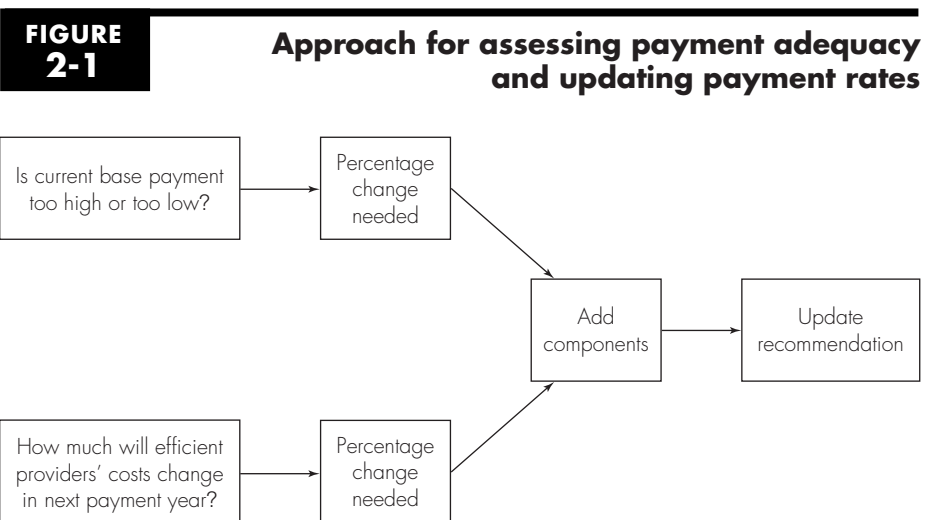 FIGURE
2-1
Approach for assessing payment adequacy
and updating payment rates
Is current base payment
too high or too low?
Percentage
change
needed
Add
components
Update
recommendation
How much will efficient
providers’ costs change
in next payment year?
Percentage
change
needed